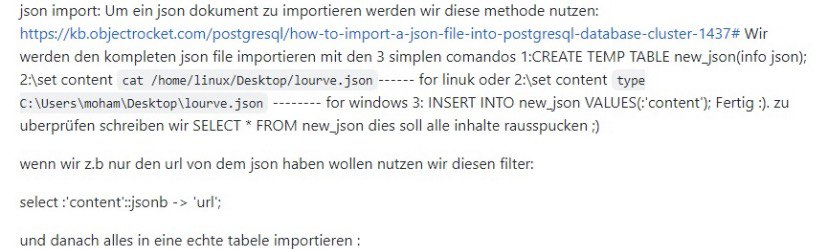 json import: Um ein json dokument zu importieren werden wir diese methode nutzen:
https://kb.objectrocket.com/postgresql/how-to-import-a-json-file-into-postgresql-database-cluster-1437# Wir
werden den kompleten json file importieren mit den 3 simplen comandos 1:CREATE TEMP TABLE new_json(info json);
2:\set content cat /home/linux/Desktop/lourve.json ------ for linuk oder 2:\set content type
C:\Users\moham\Desktop\lourve.json -------- for windows 3: INSERT INTO new_json VALUES(:'content'); Fertig :). zu
uberprüfen schreiben wir SELECT * FROM new_json dies soll alle inhalte rausspucken ;)
wenn wir z.b nur den url von dem json haben wollen nutzen wir diesen filter:
select :'content'::jsonb -> 'url';
und danach alles in eine echte tabele importieren :